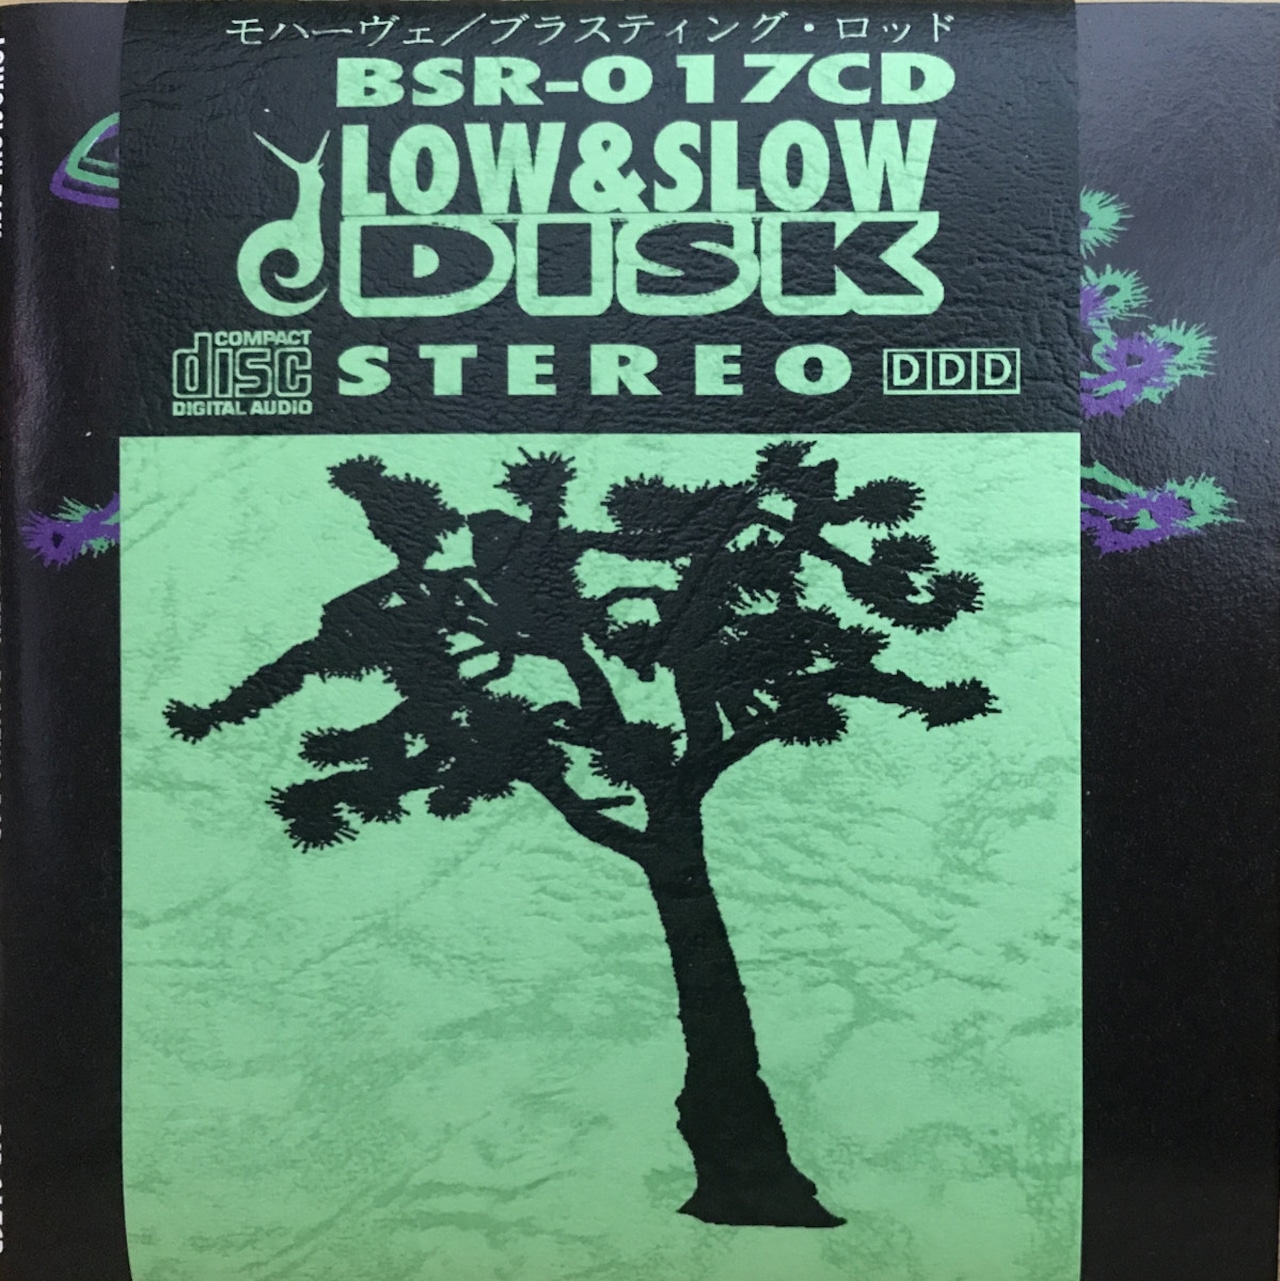 モハーヴェ／ブラスティング・ロッド
BSR-017CD
LOW&SLOW
DISK
COMPACT
disc
DIGITAL AUDIO
STEREO
DDD